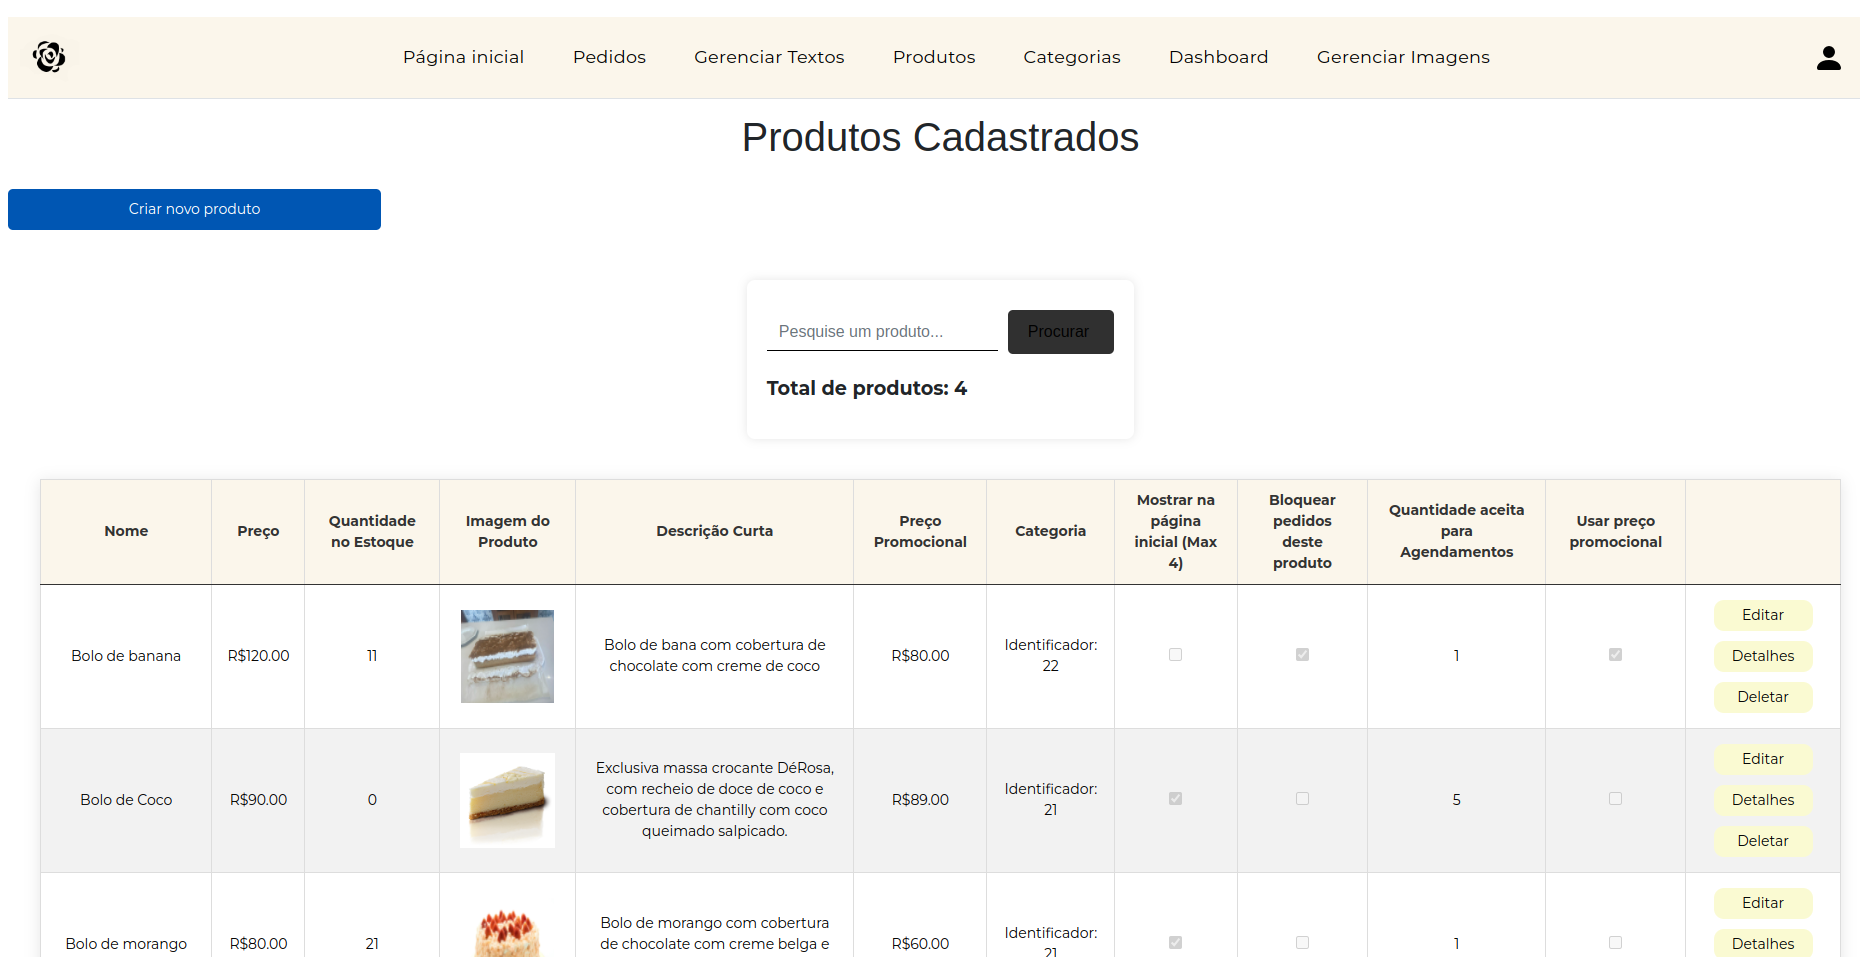 Página inicial Pedidos Gerenciar Textos Produtos Categorias Dashboard Gerenciar Imagens
Produtos Cadastrados
Criar novo produto
Pesquise um produto... Procurar
Total de produtos: 4
Nome Preço Quantidade no Estoque Imagem do Produto Descrição Curta Preço Promocional Categoria Mostrar na página inicial (Max 4) Bloquear pedidos deste produto Quantidade aceita para Agendamentos Usar preço promocional
Bolo de banana R$120.00 11 Bolo de bana com cobertura de chocolate com creme de coco R$80.00 Identificador: 22 1 Editar
Detalhes
Deletar
Bolo de Coco R$90.00 0 Exclusiva massa crocante DéRosa, com recheio de doce de coco e cobertura de chantilly com coco queimado salpicado. R$89.00 Identificador: 21 5 Editar
Detalhes
Deletar
Bolo de morango R$80.00 21 Bolo de morango com cobertura de chocolate com creme belga e R$60.00 Identificador: 21 1 Editar
Detalhes